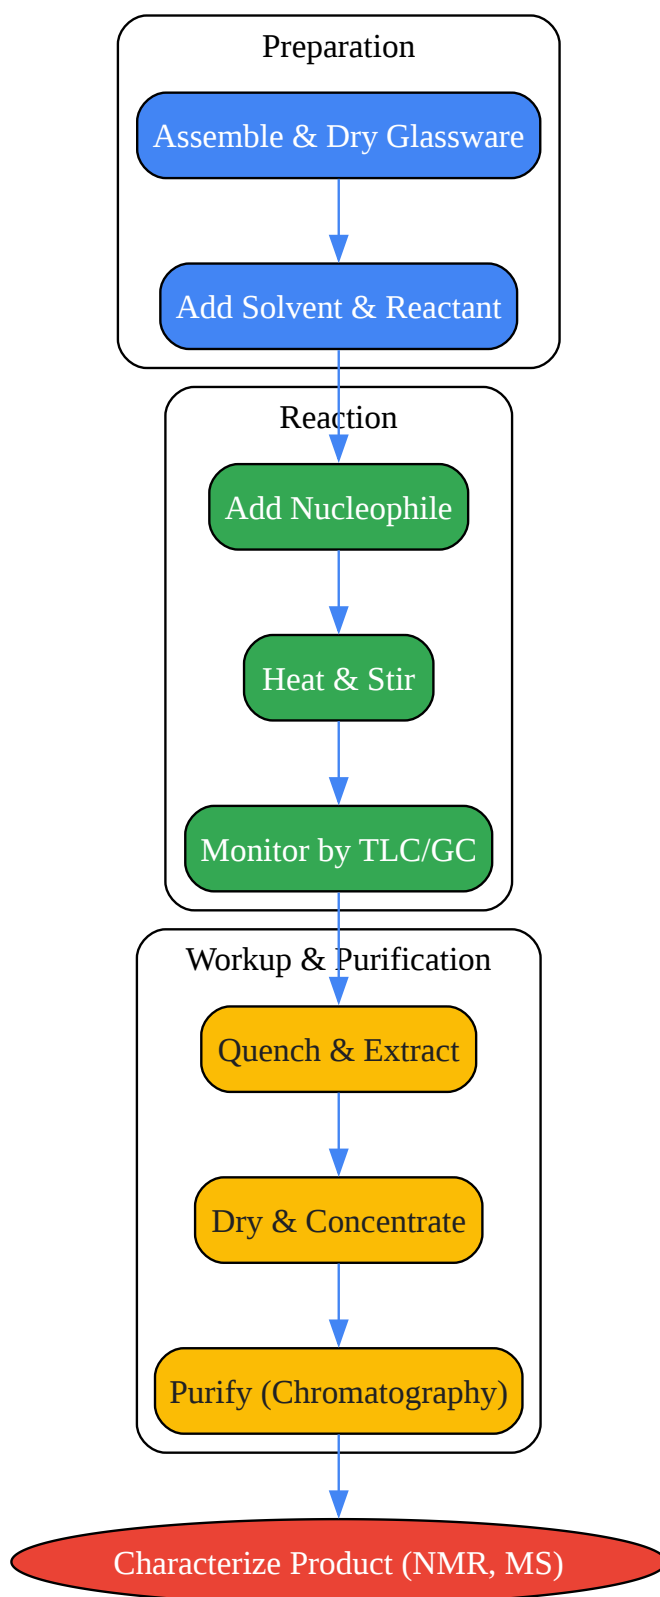 Preparation
Assemble & Dry Glassware
Add Solvent & Reactant
Reaction
Add Nucleophile
Heat & Stir
Monitor by TLC/GC
Workup & Purification
Quench & Extract
Dry & Concentrate
Purify (Chromatography)
Characterize Product (NMR, MS)